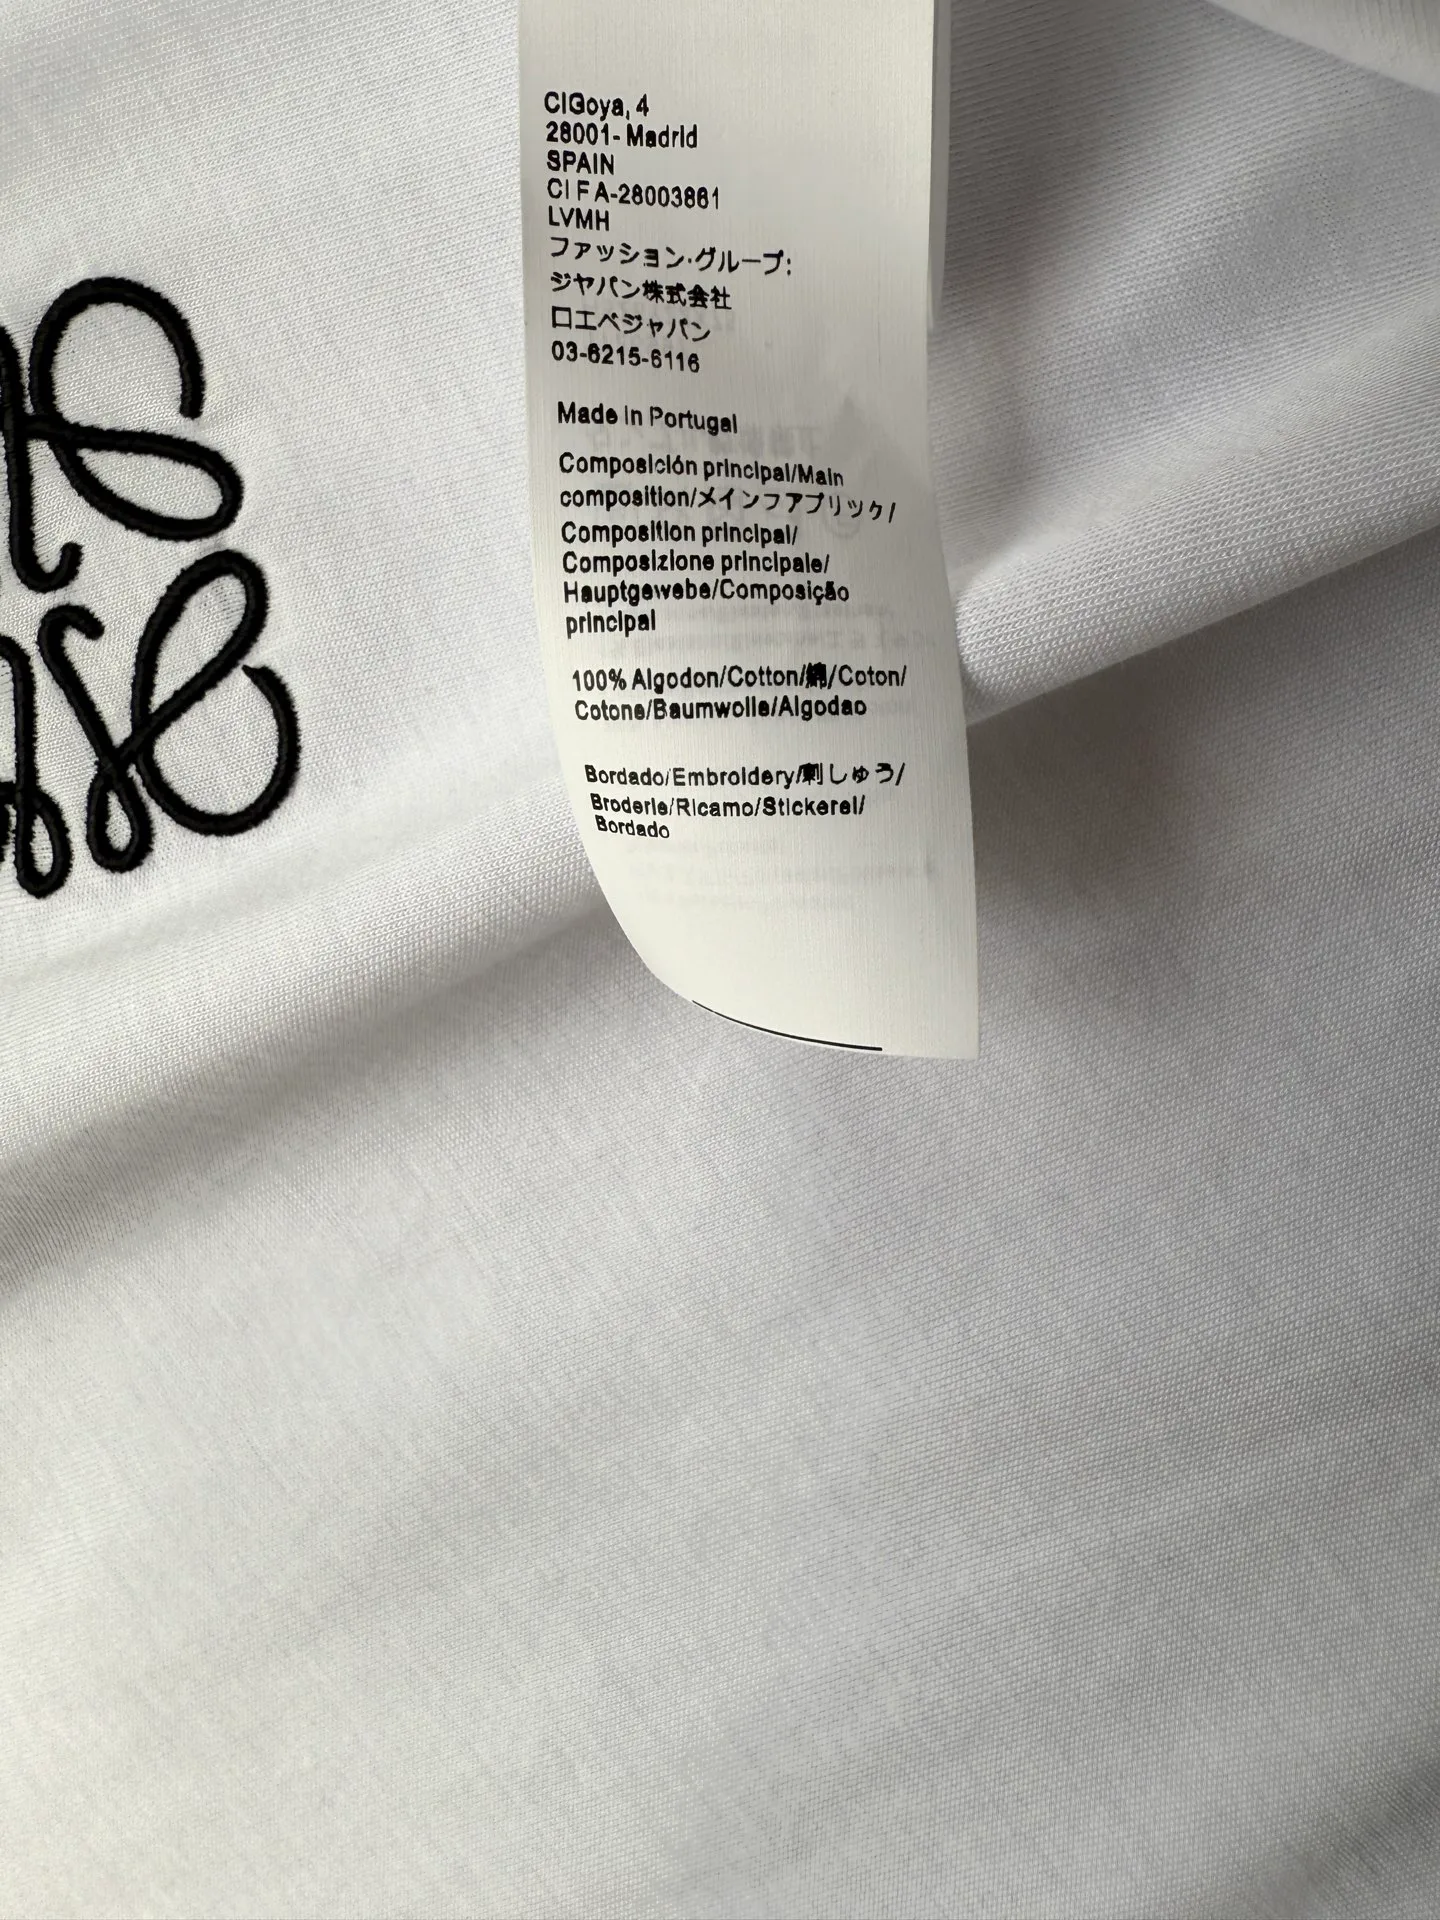 C/Goya, 4
28001- Madrid
SPAIN
CIF A-28003861
LVMH
ファッション·グループ:
ジヤパン株式会社
口エベジャパン
03-6215-6116
Made in Portugal
Composición principal/Main
composition/メインフアブリック/
Composition principal/
Composizione principale/
Hauptgewebe/Composição
principal
100% Algodon/Cotton/綿/Coton/
Cotone/Baumwolle/Algodao
Bordado/Embroidery/刺しゅう/
Broderie/Ricamo/Stickerei/
Bordado